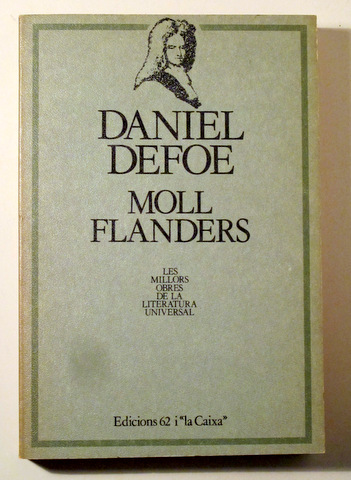 DANIEL
DEFOE
MOLL
FLANDERS
LES
MILLORS
OBRES
DE LA
LITERATURA
UNIVERSAL
Edicions 62 i "la Caixa"